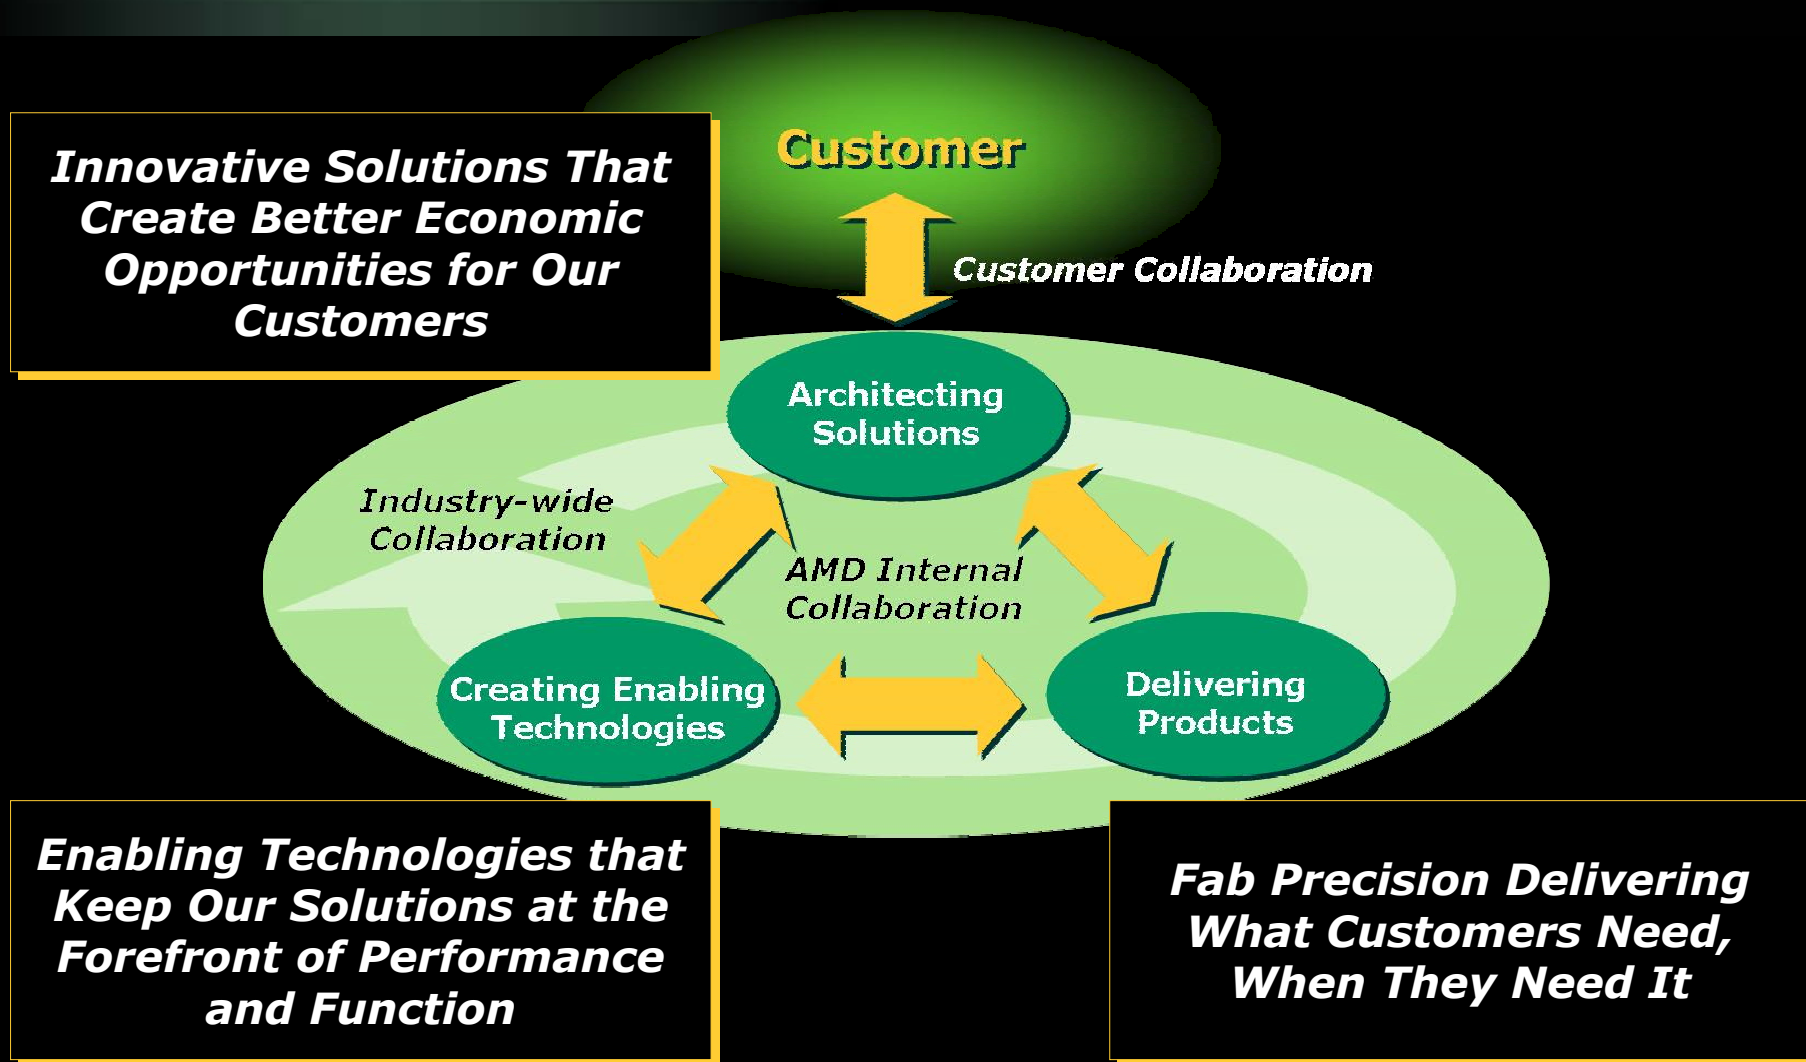 Customer
Innovative Solutions That
Create Better Economic
Opportunities for Our
Customers
Customer Collaboration
Architecting
Solutions
Industry-wide
Collaboration
AMD Internal
Collaboration
Creating Enabling
Technologies
Delivering
Products
Enabling Technologies that
Keep Our Solutions at the
Forefront of Performance
and Function
Fab Precision Delivering
What Customers Need,
When They Need It